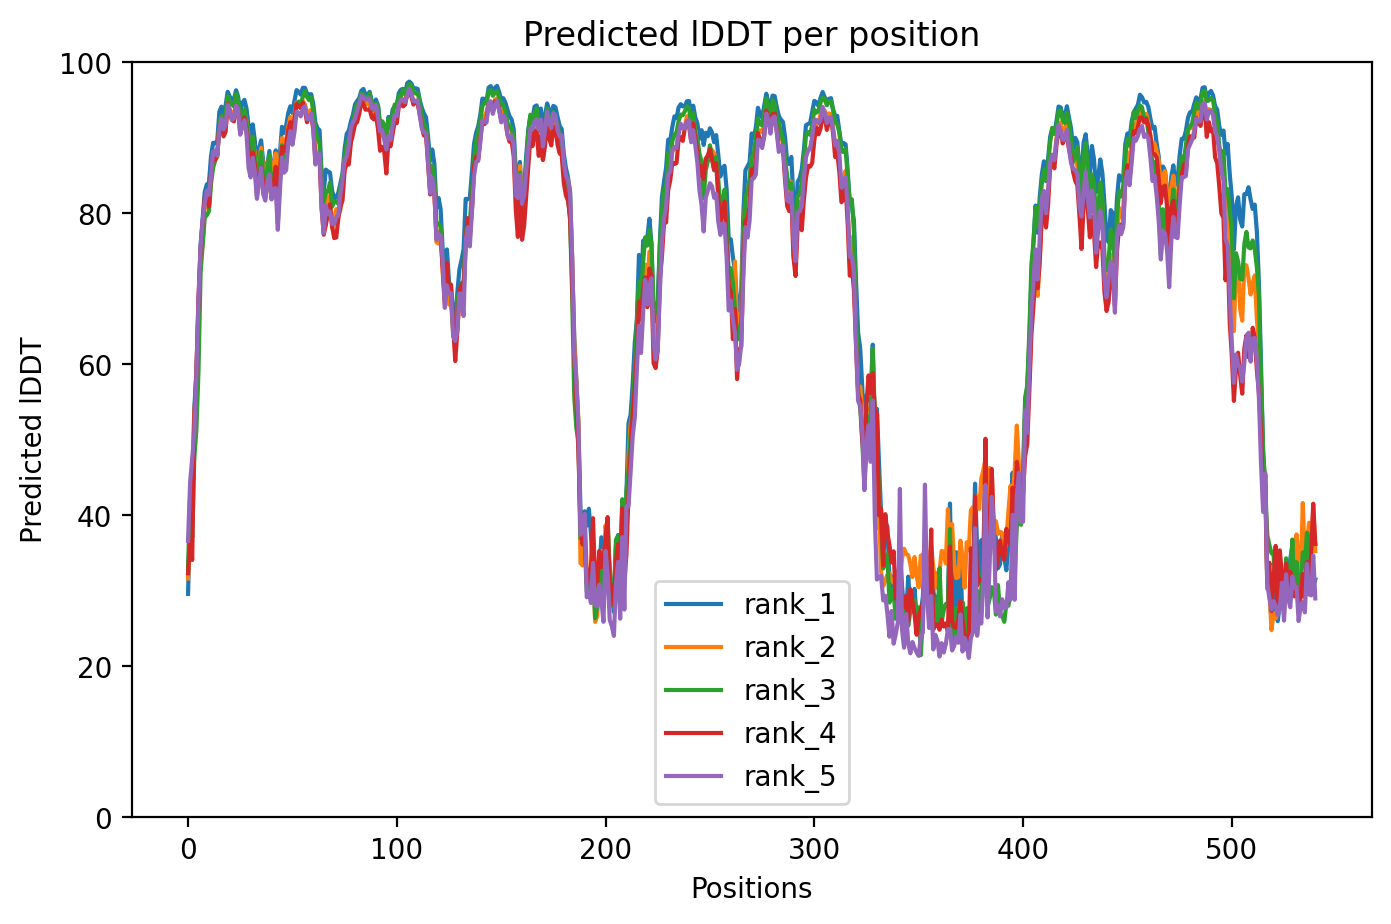 Predicted lDDT per position
100
80
60
40
20
0
Predicted lDDT
0 100 200 300 400 500
Positions
rank_1
rank_2
rank_3
rank_4
rank_5